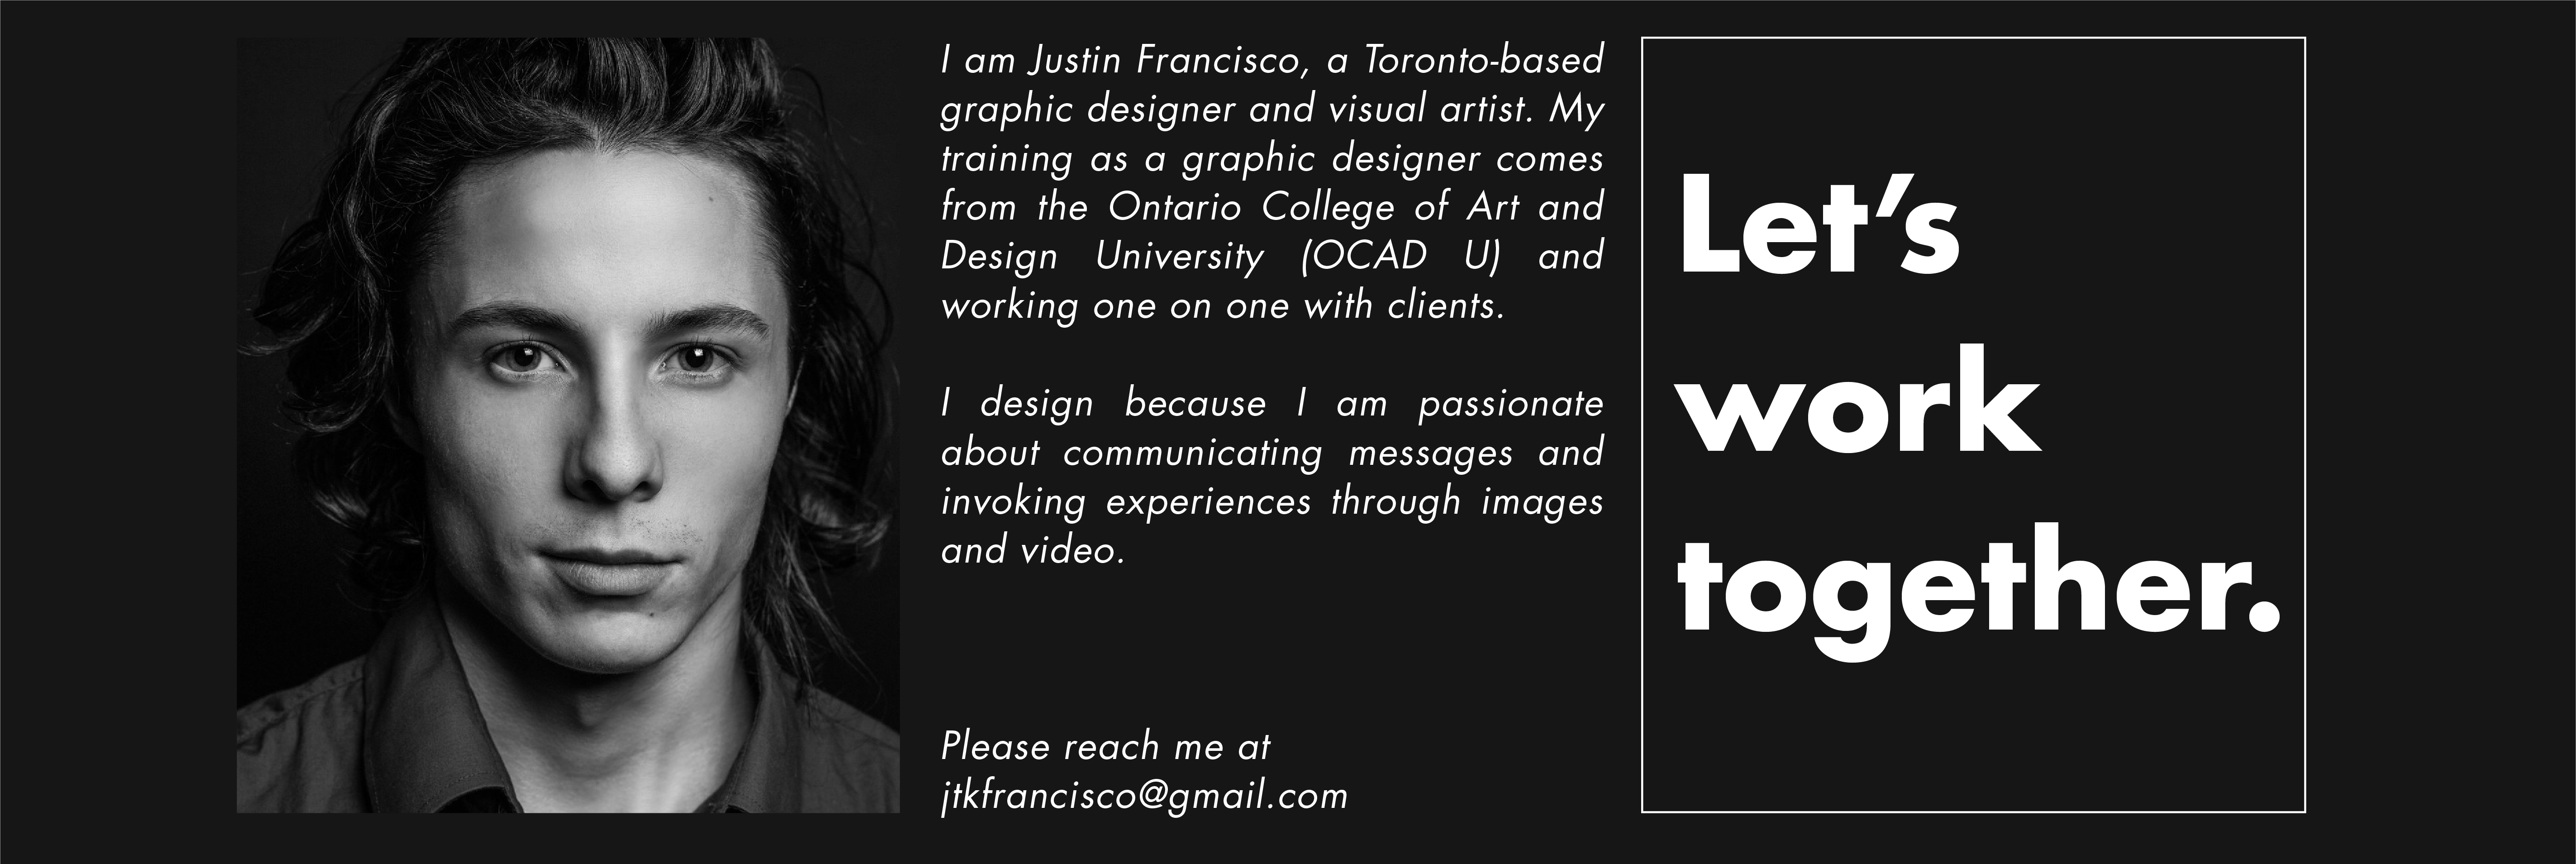 I am Justin Francisco, a Toronto-based
graphic designer and visual artist. My
training as a graphic designer comes
from the Ontario College of Art and
Design University (OCAD U) and
working one on one with clients.
I design because I am passionate
about communicating messages and
invoking experiences through images
and video.
Please reach me at
jtkfrancisco@gmail.com
Let’s
work
together.